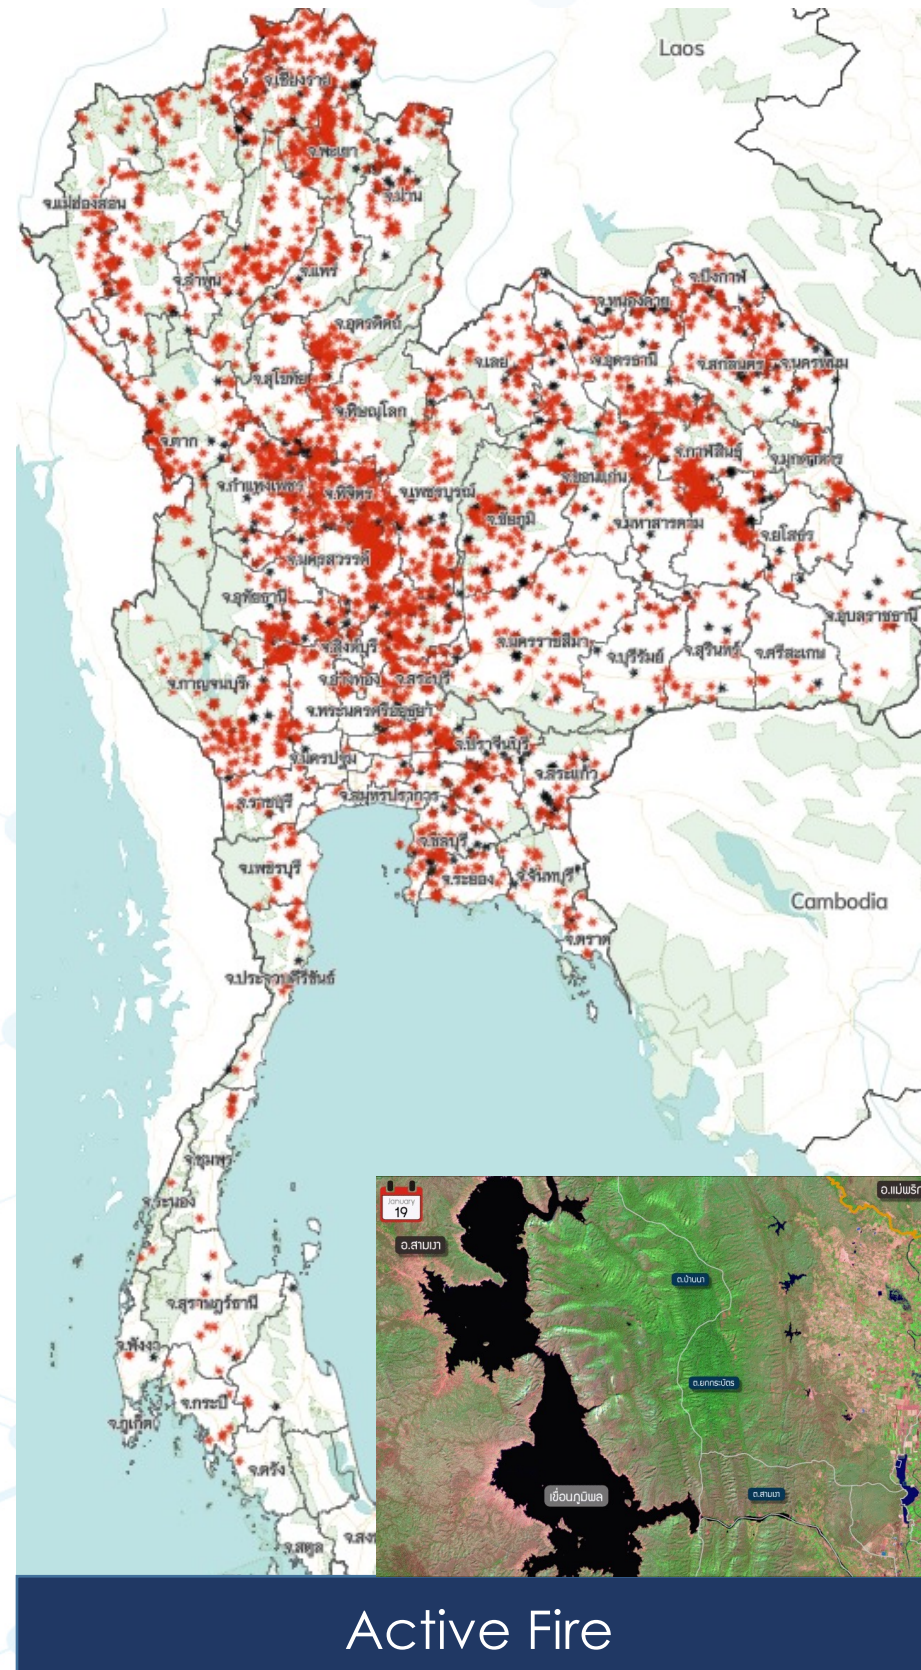 Laos
จ.เชียงราย
จ.พะเยา
จ.น่าน
จ.แม่ฮ่องสอน
จ.ลำพูน
จ.แพร่
จ.บึงกาฬ
จ.หนองคาย
จ.อุตรดิตถ์
จ.เลย
จ.อุดรธานี
จ.สกลนคร
จ.นครพนม
จ.สุโขทัย
จ.พิษณุโลก
จ.ตาก
จ.กาฬสินธุ์
จ.มุกดาหาร
จ.กำแพงเพชร
จ.พิจิตร
จ.เพชรบูรณ์
จ.ขอนแก่น
จ.ชัยภูมิ
จ.มหาสารคาม
จ.ยโสธร
จ.นครสวรรค์
จ.อุทัยธานี
จ.อุบลราชธานี
จ.สิงห์บุรี
จ.นครราชสีมา
จ.บุรีรัมย์
จ.สุรินทร์
จ.ศรีสะเกษ
จ.กาญจนบุรี
จ.อ่างทอง
จ.สระบุรี
จ.พระนครศรีอยุธยา
จ.นครปฐม
จ.ปราจีนบุรี
จ.สระแก้ว
จ.ราชบุรี
จ.สมุทรปราการ
จ.ชลบุรี
จ.เพชรบุรี
จ.ระยอง
จ.จันทบุรี
Cambodia
จ.ตราด
จ.ประจวบคีรีขันธ์
จ.ชุมพร
จ.ระนอง
จ.สุราษฎร์ธานี
จ.พังงา
จ.กระบี่
จ.ภูเก็ต
จ.ตรัง
จ.สตูล
January
19
อ.สามเงา
อ.แม่พริก
ต.บ้านนา
ต.ยกกระบัตร
เขื่อนภูมิพล
ต.สามเงา
Active Fire